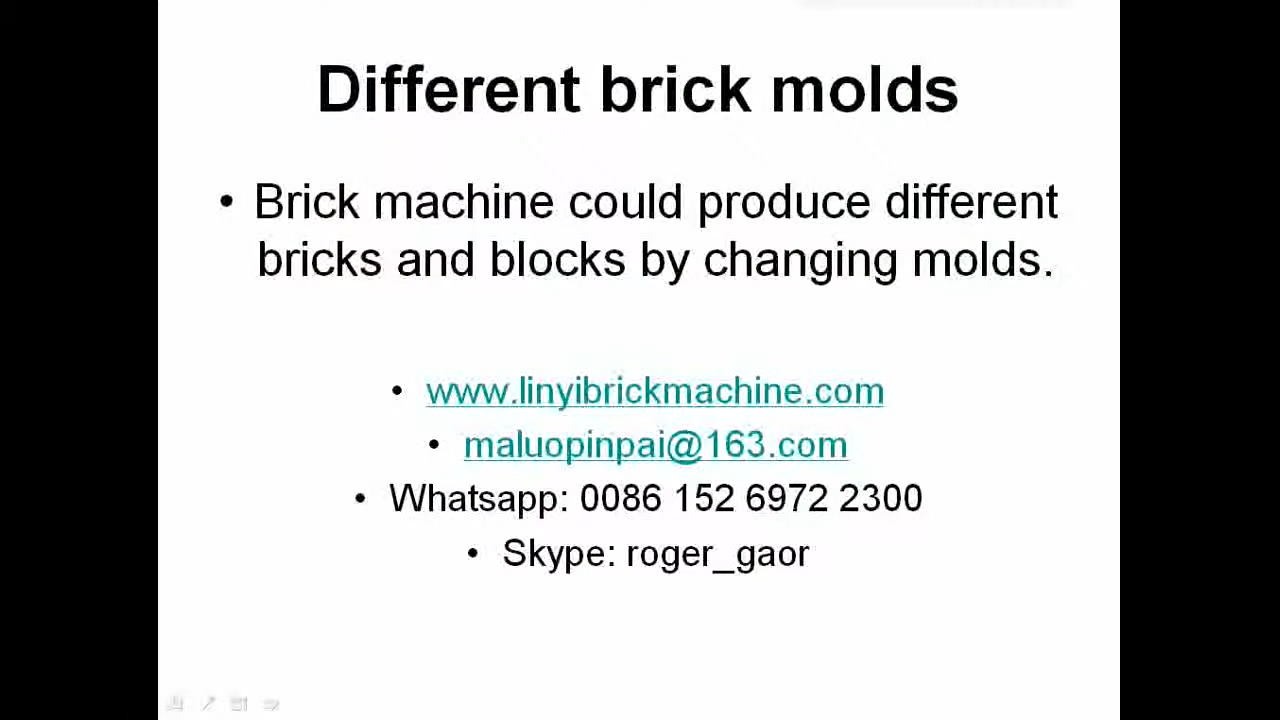 Different brick molds
• Brick machine could produce different
bricks and blocks by changing molds.
• www.linyibrickmachine.com
• maluopinpai@163.com
• Whatsapp: 0086 152 6972 2300
• Skype: roger_gaor